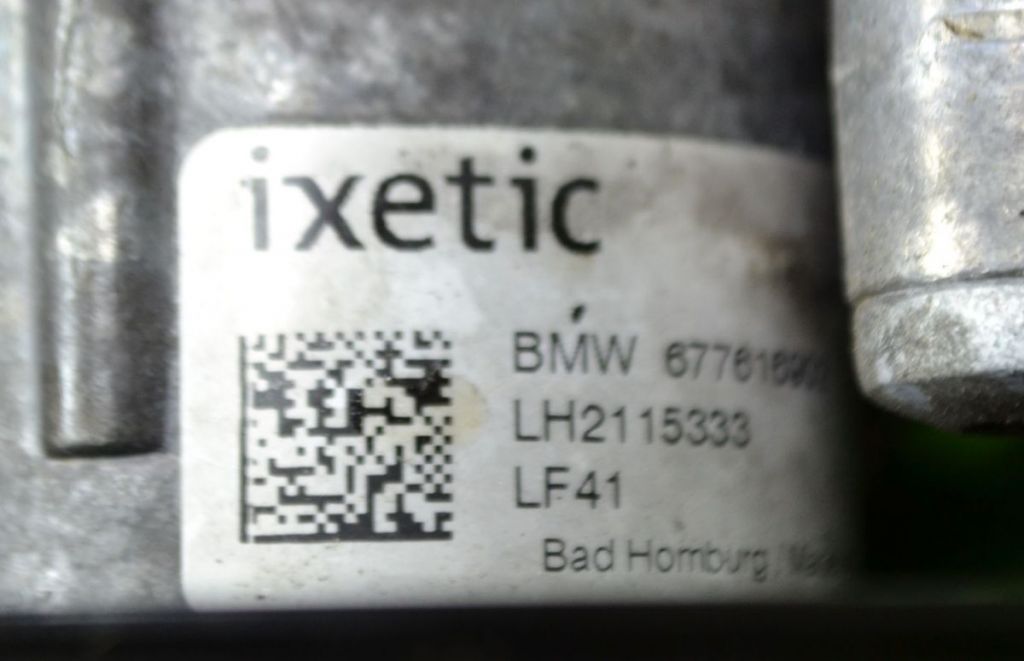 ixetic
BMW
LH2115333
LF41
Bad Homburg